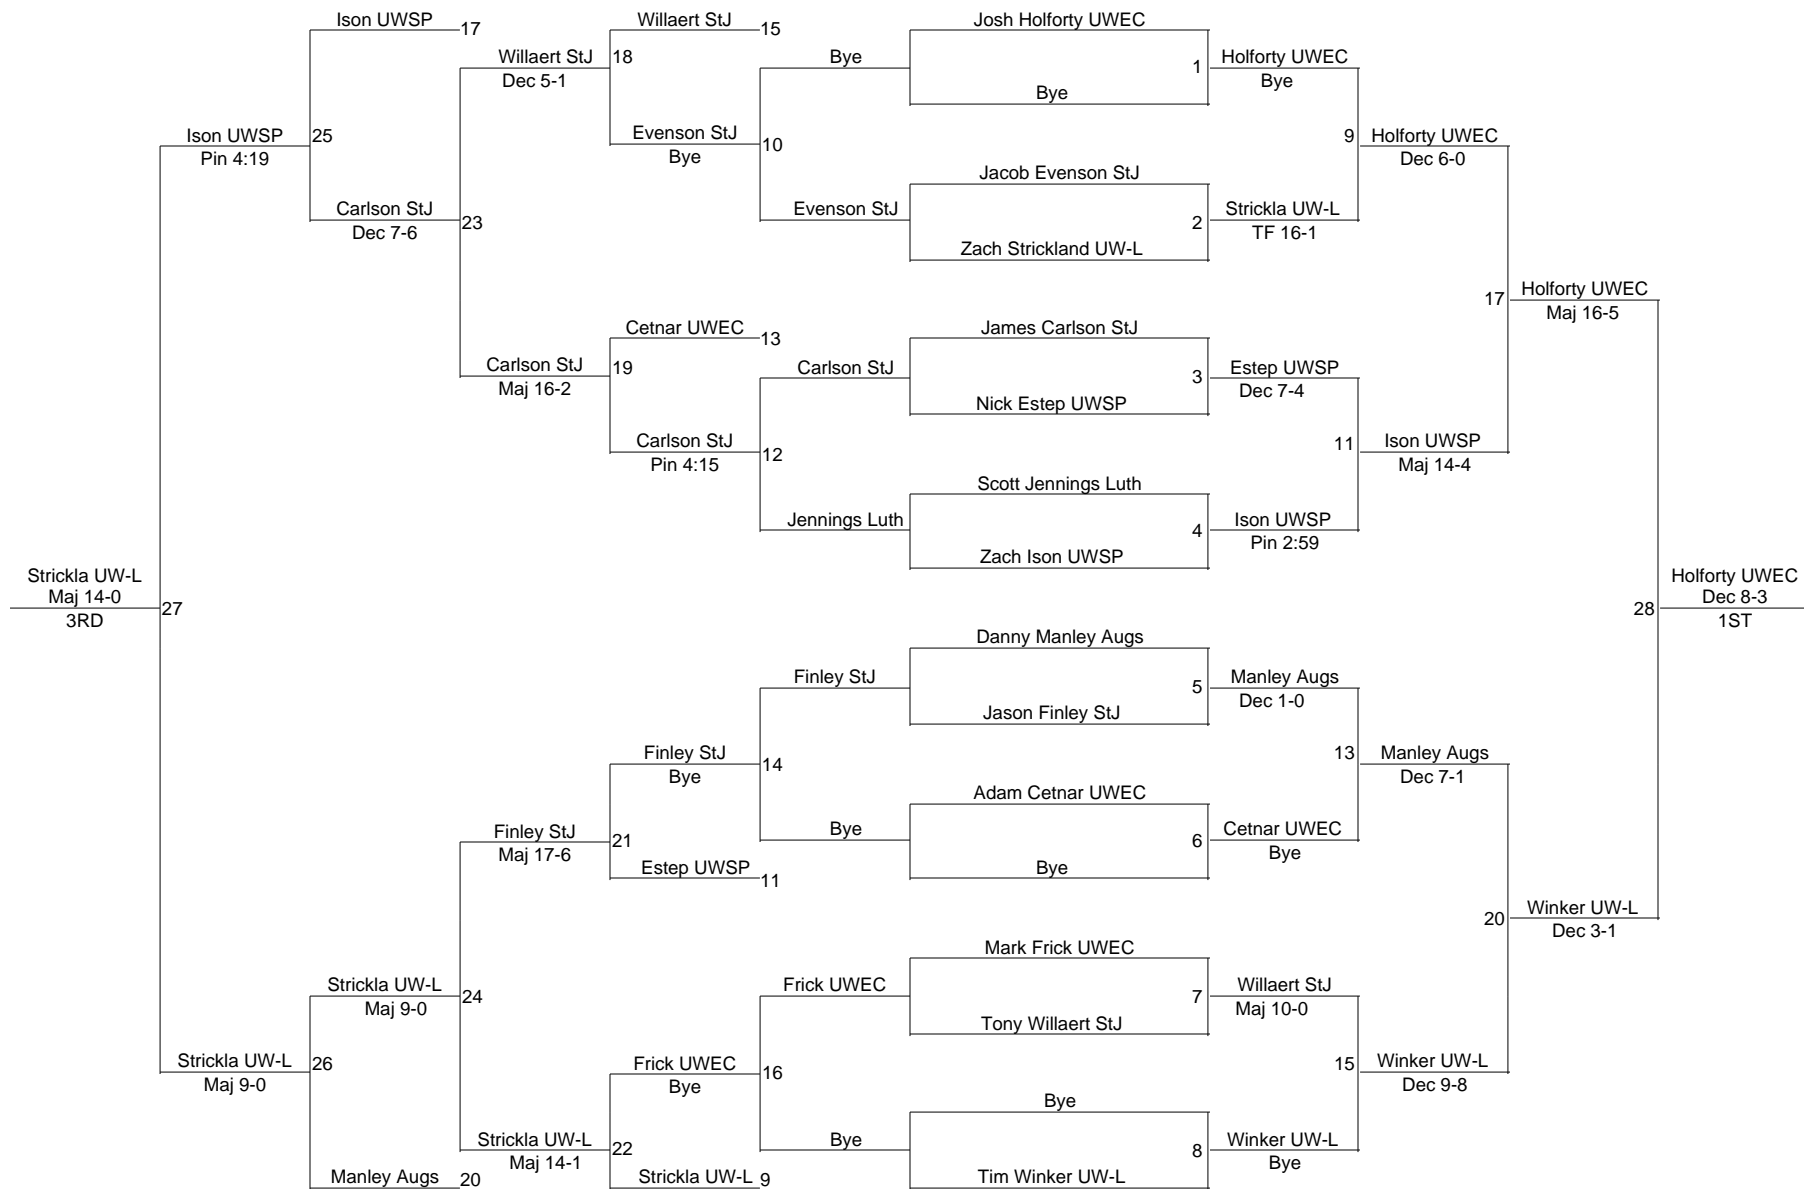 Ison UWSP
17
Willaert StJ
15
Josh Holforty UWEC
Willaert StJ
18
Dec 5-1
Bye
1
Holforty UWEC
Bye
Bye
Ison UWSP
25
Pin 4:19
Evenson StJ
10
Bye
9
Holforty UWEC
Dec 6-0
Jacob Evenson StJ
Carlson StJ
23
Dec 7-6
Evenson StJ
2
Strickla UW-L
TF 16-1
Zach Strickland UW-L
17
Holforty UWEC
Maj 16-5
Cetnar UWEC
13
James Carlson StJ
Carlson StJ
19
Maj 16-2
Carlson StJ
3
Estep UWSP
Dec 7-4
Nick Estep UWSP
Carlson StJ
12
Pin 4:15
11
Ison UWSP
Maj 14-4
Scott Jennings Luth
Jennings Luth
4
Ison UWSP
Pin 2:59
Zach Ison UWSP
Strickla UW-L
Maj 14-0
27
3RD
Holforty UWEC
Dec 8-3
28
1ST
Danny Manley Augs
Finley StJ
5
Manley Augs
Dec 1-0
Jason Finley StJ
Finley StJ
14
Bye
13
Manley Augs
Dec 7-1
Adam Cetnar UWEC
Finley StJ
21
Maj 17-6
Bye
6
Cetnar UWEC
Bye
Estep UWSP
11
Bye
20
Winker UW-L
Dec 3-1
Mark Frick UWEC
Strickla UW-L
24
Maj 9-0
Frick UWEC
7
Willaert StJ
Maj 10-0
Tony Willaert StJ
Strickla UW-L
26
Maj 9-0
Frick UWEC
16
Bye
15
Winker UW-L
Dec 9-8
Bye
Strickla UW-L
22
Maj 14-1
Bye
8
Winker UW-L
Bye
Manley Augs
20
Strickla UW-L
9
Tim Winker UW-L